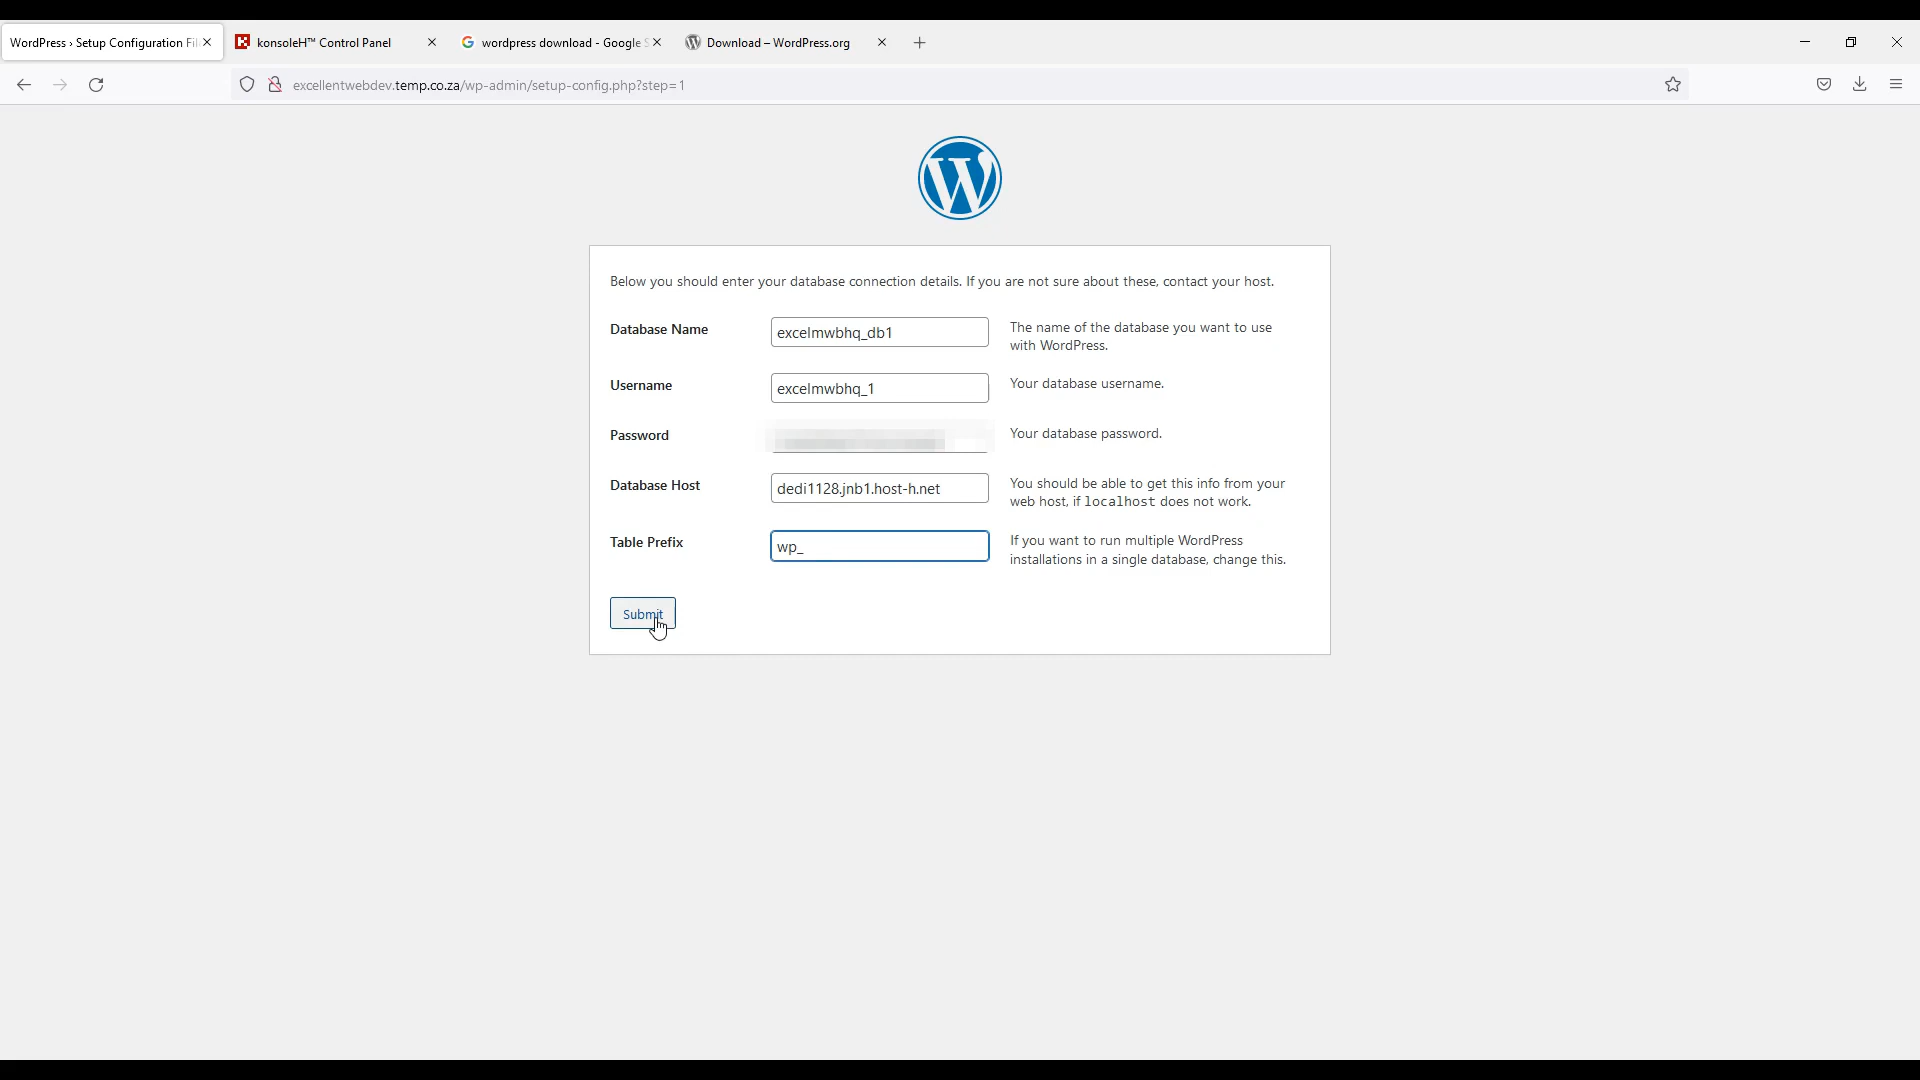 WordPress › Setup Configuration Fil
konsoleH™ Control Panel
wordpress download - Google S
Download – WordPress.org
excellentwebdev.temp.co.za/wp-admin/setup-config.php?step=1
W
Below you should enter your database connection details. If you are not sure about these, contact your host.
Database Name
excelmwbhq_db1
The name of the database you want to use
with WordPress.
Username
excelmwbhq_1
Your database username.
Password
Your database password.
Database Host
dedi1128.jnb1.host-h.net
You should be able to get this info from your
web host, if localhost does not work.
Table Prefix
wp_
If you want to run multiple WordPress
installations in a single database, change this.
Submit